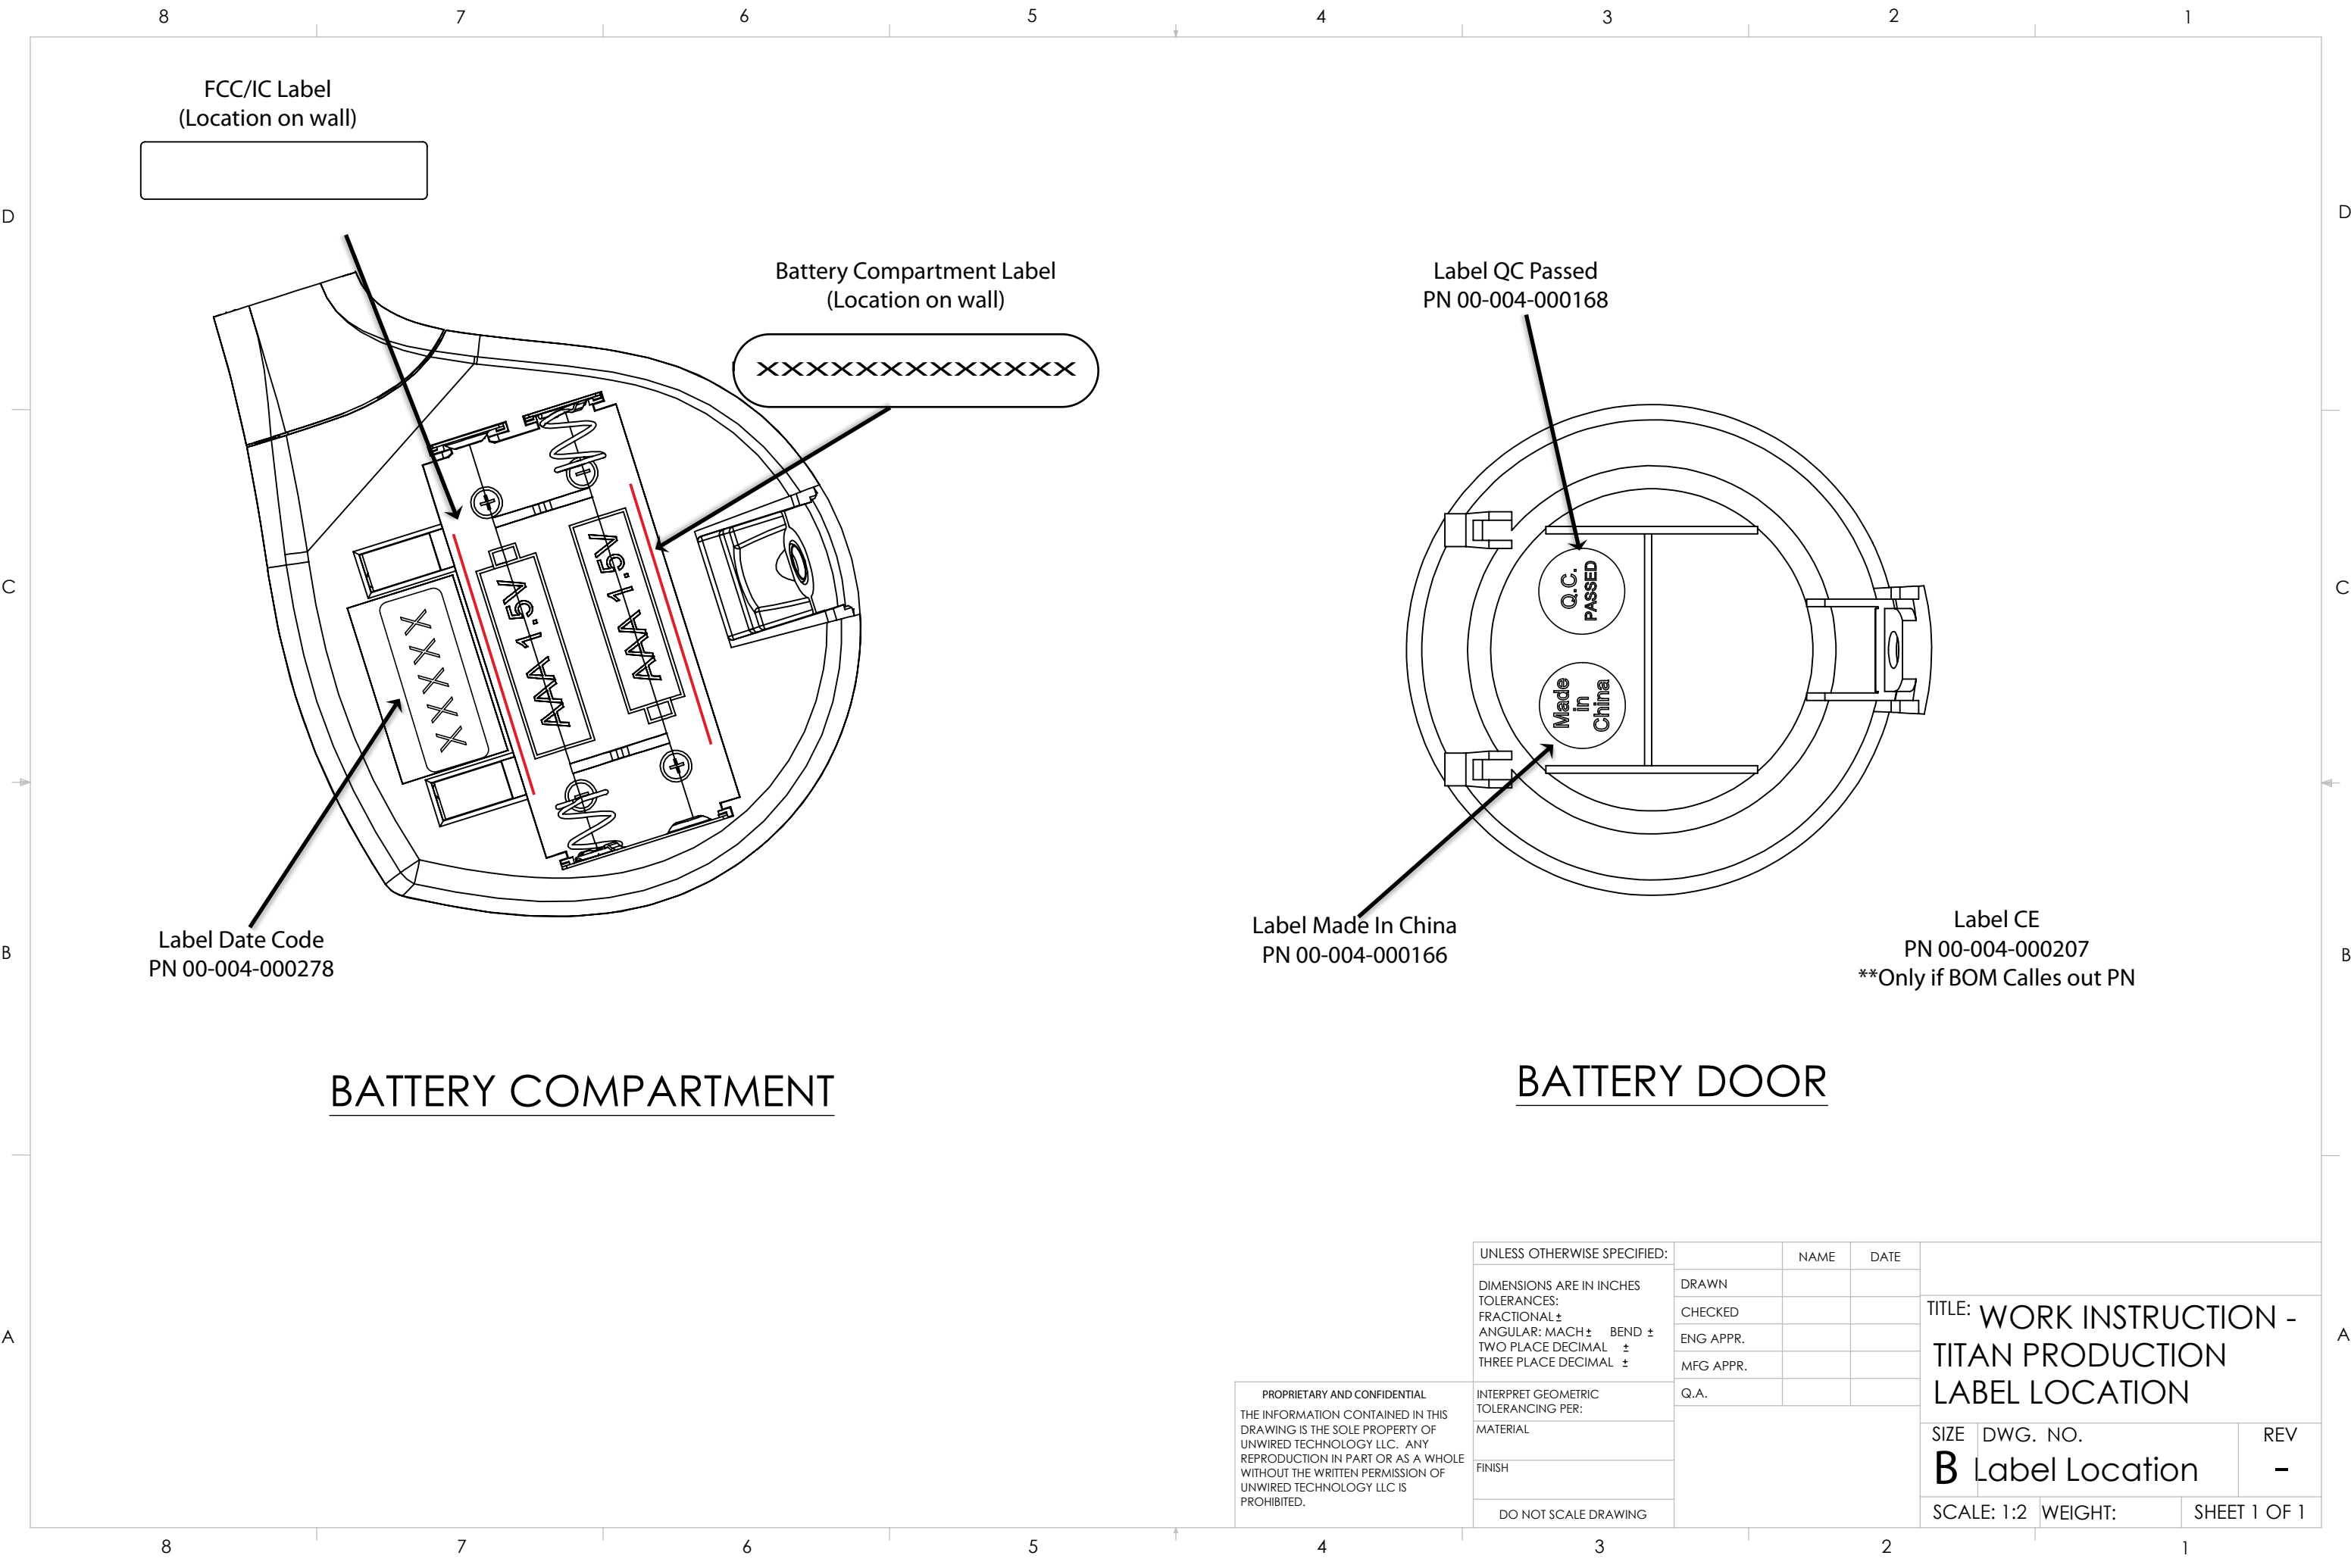 8 7 6 5 4 3 2 1
FCC/IC Label
(Location on wall)
D
D
Battery Compartment Label
(Location on wall)
XXXXXXXXXXXXX
Label QC Passed
PN 00-004-000168
AAA 1.5V
AAA 1.5V
XXXXX
Q.C.
PASSED
Made
in
China
C
C
Label Date Code
PN 00-004-000278
Label Made In China
PN 00-004-000166
Label CE
PN 00-004-000207
**Only if BOM Calles out PN
B
B
BATTERY COMPARTMENT
BATTERY DOOR
A
A
UNLESS OTHERWISE SPECIFIED:
DIMENSIONS ARE IN INCHES
TOLERANCES:
FRACTIONAL ±
ANGULAR: MACH ± BEND ±
TWO PLACE DECIMAL ±
THREE PLACE DECIMAL ±
INTERPRET GEOMETRIC
TOLERANCING PER:
MATERIAL
FINISH
DO NOT SCALE DRAWING
NAME DATE
DRAWN
CHECKED
ENG APPR.
MFG APPR.
Q.A.
PROPRIETARY AND CONFIDENTIAL
THE INFORMATION CONTAINED IN THIS
DRAWING IS THE SOLE PROPERTY OF
UNWIRED TECHNOLOGY LLC. ANY
REPRODUCTION IN PART OR AS A WHOLE
WITHOUT THE WRITTEN PERMISSION OF
UNWIRED TECHNOLOGY LLC IS
PROHIBITED.
TITLE: WORK INSTRUCTION -
TITAN PRODUCTION
LABEL LOCATION
SIZE DWG. NO. REV
B Label Location -
SCALE: 1:2 WEIGHT: SHEET 1 OF 1
8 7 6 5 4 3 2 1